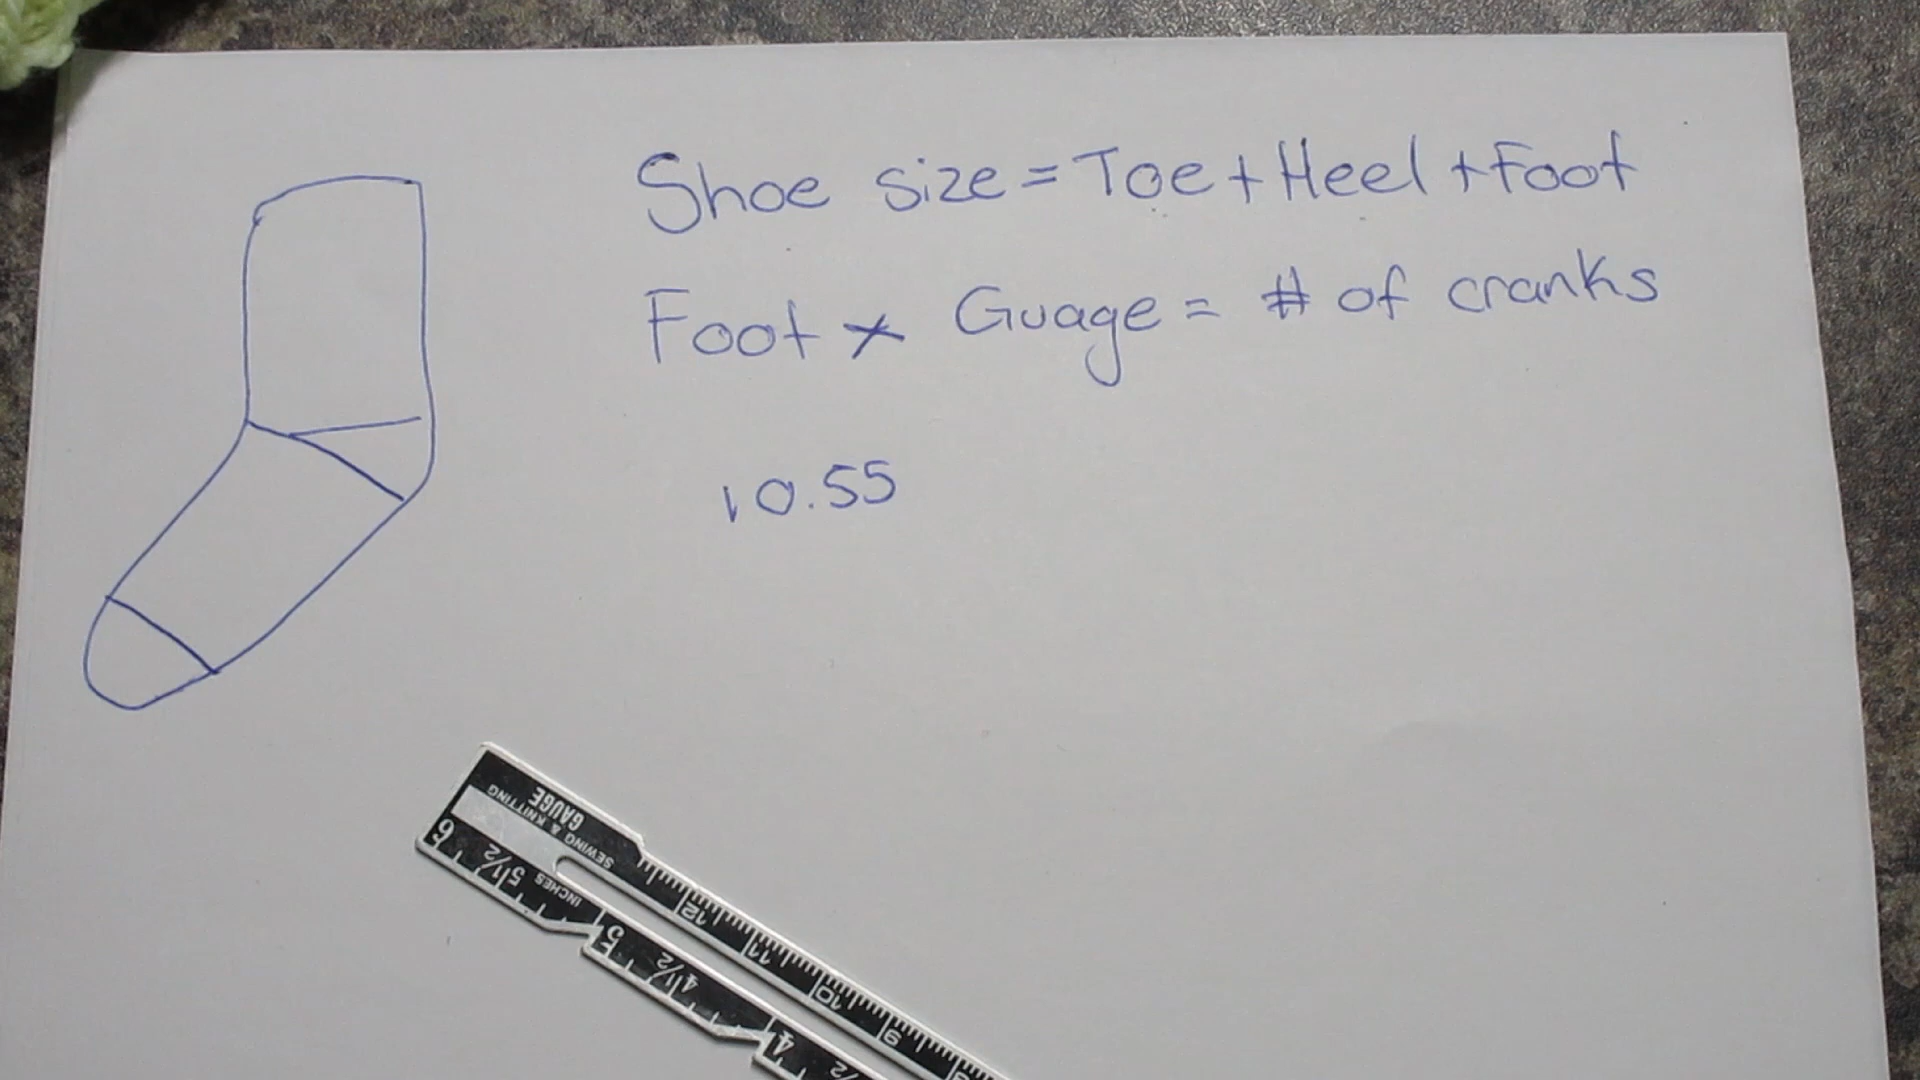 Shoe size = Toe + Heel + Foot
Foot x Guage = # of cranks
10.55
SEWING & KNITTING
GAUGE
6 5 1/2 5 4 1/2 4
INCHES
12 11 10 9